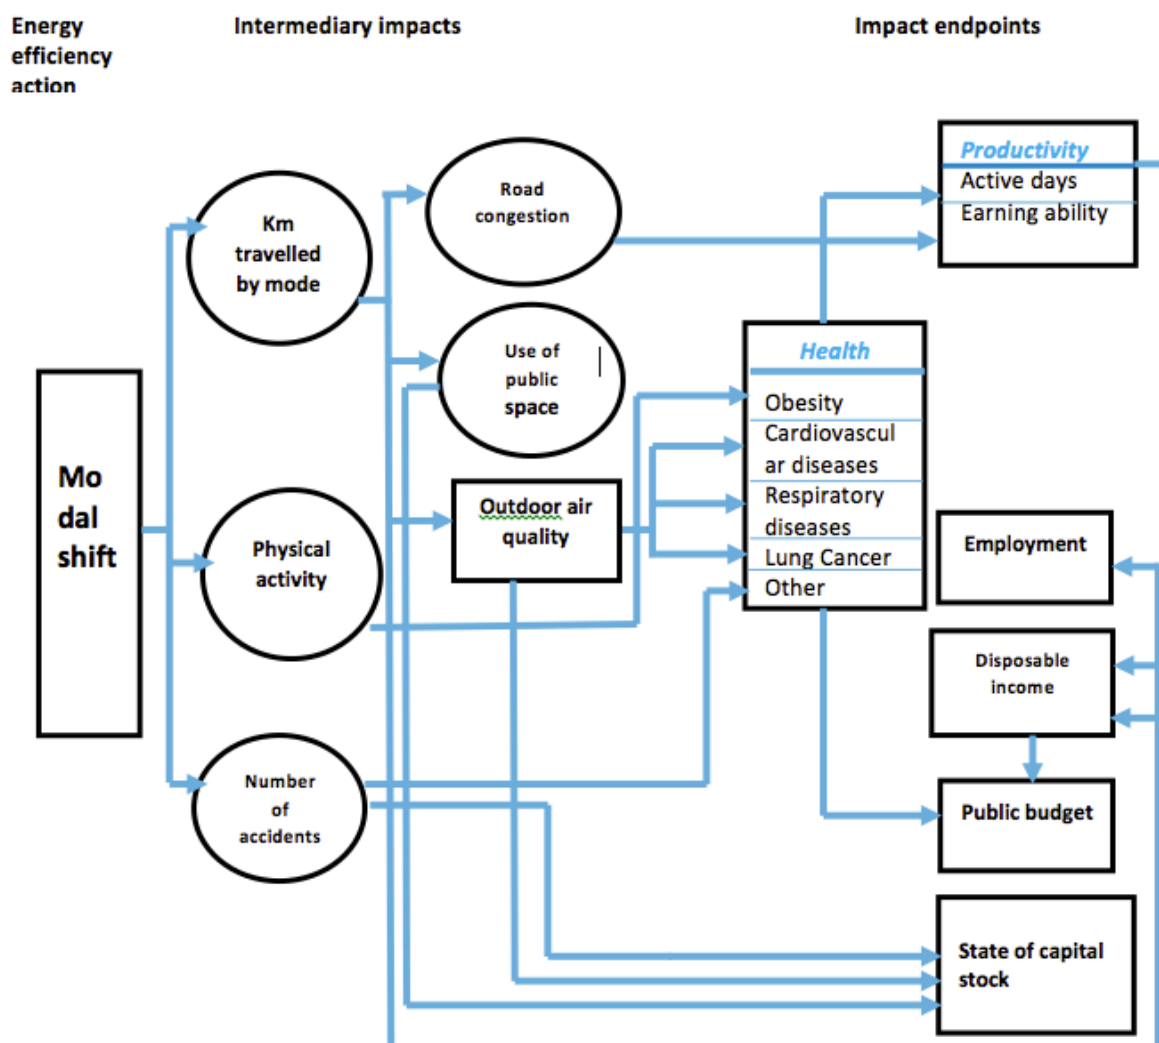 Energy
efficiency
action
Intermediary impacts
Impact endpoints
Km
travelled
by mode
Road
congestion
Productivity
Active days
Earning ability
Use of
public
space
Health
Obesity
Cardiovascul
ar diseases
Respiratory
diseases
Lung Cancer
Other
Mo
dal
shift
Outdoor air
quality
Physical
activity
Employment
Disposable
income
Number
of
accidents
Public budget
State of capital
stock